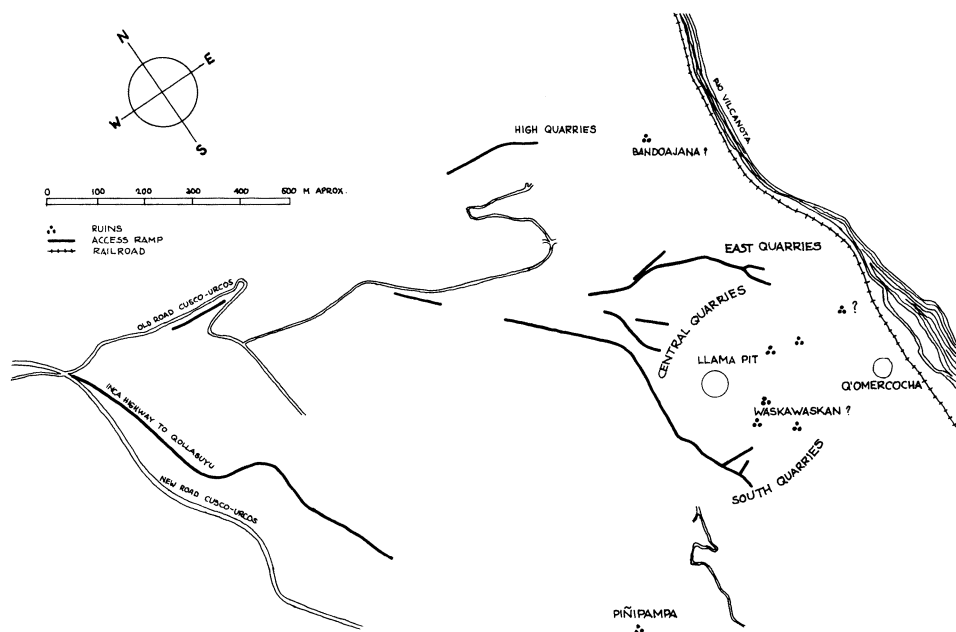 N
E
W
S
0 100 200 300 400 500 M APROX.
RUINS
ACCESS RAMP
RAILROAD
HIGH QUARRIES
BANDOAJANA ?
RIO VILCANOTA
EAST QUARRIES
OLD ROAD CUSCO-URCOS
CENTRAL QUARRIES
?
LLAMA PIT
Q'OMERCOCHA
INCA HIGHWAY TO QOLLASUYU
WASKAWASKAN ?
NEW ROAD CUSCO-URCOS
SOUTH QUARRIES
PIÑIPAMPA